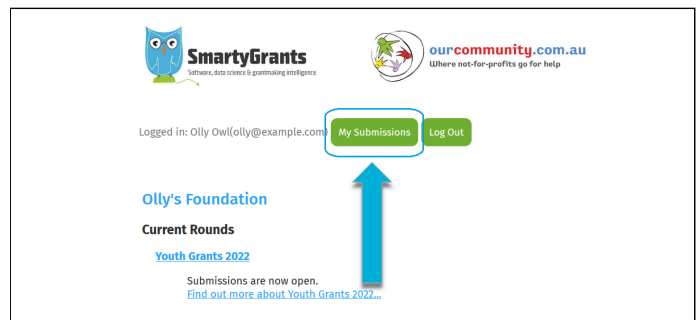 SmartyGrants
Software, data science & grantmaking intelligence
ourcommunity.com.au
Where not-for-profits go for help
Logged in: Olly Owl(olly@example.com) My Submissions Log Out
Olly's Foundation
Current Rounds
Youth Grants 2022
Submissions are now open.
Find out more about Youth Grants 2022...